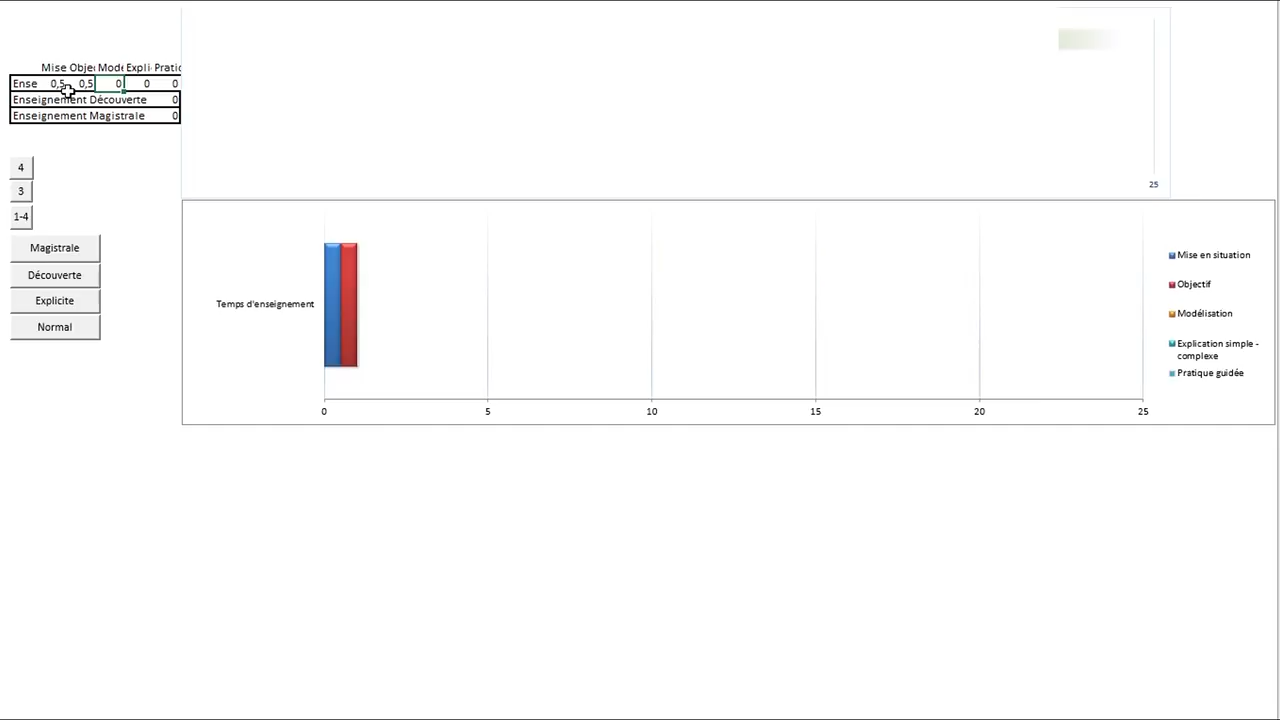 Mise Obje Mode Expli Pratic
Ense 0,5 0,5 0 0 0
Enseignement Découverte 0
Enseignement Magistrale 0
4
3
1-4
Magistrale
Découverte
Explicite
Normal
25
Temps d'enseignement
0 5 10 15 20 25
Mise en situation
Objectif
Modélisation
Explication simple -
complexe
Pratique guidée